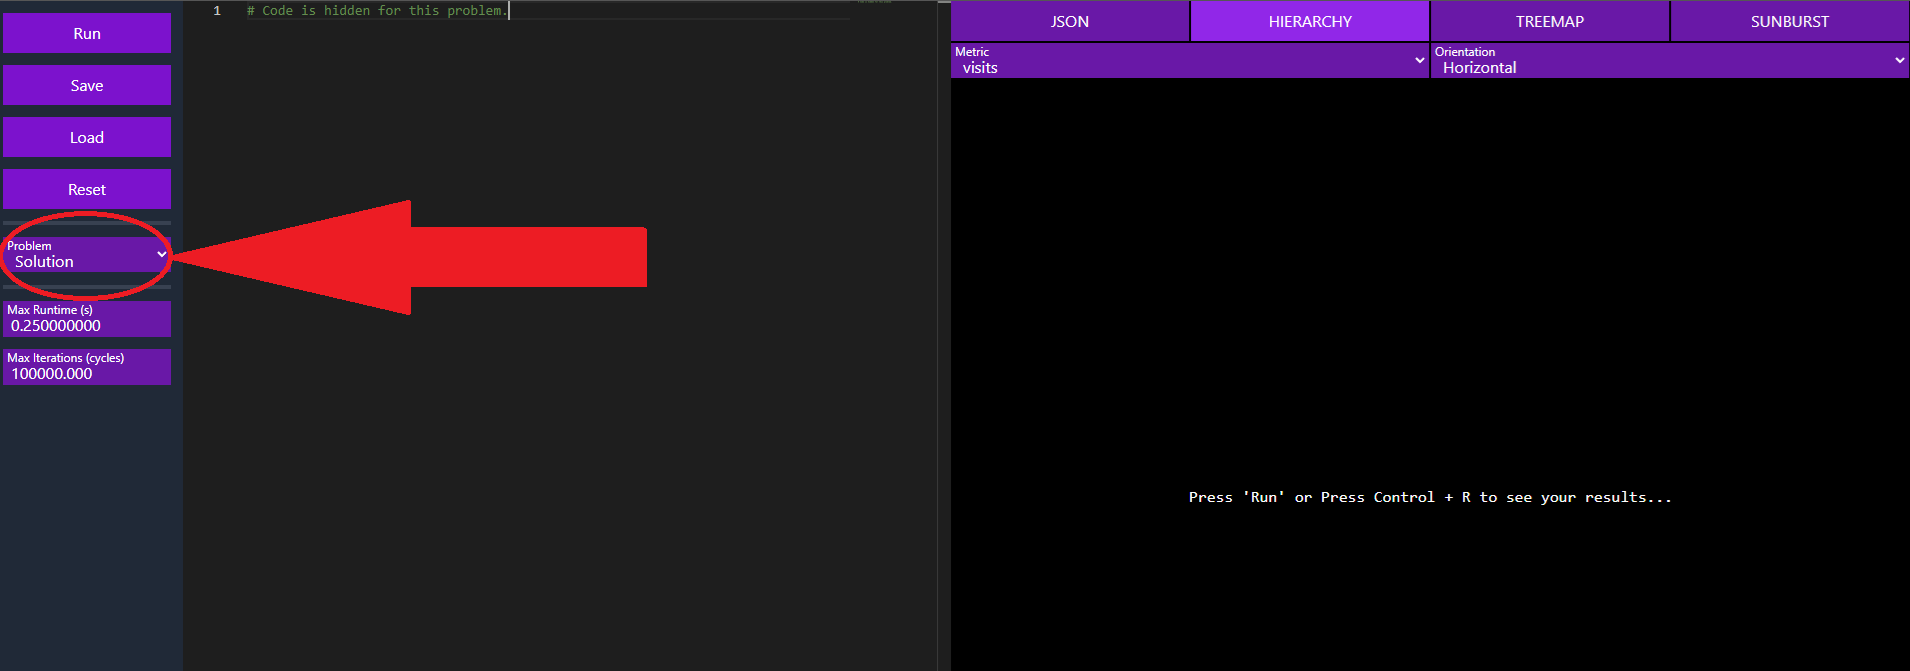 Run
Save
Load
Reset
Problem
Solution
Max Runtime (s)
0.250000000
Max Iterations (cycles)
100000.000
1 # Code is hidden for this problem.
JSON HIERARCHY TREEMAP SUNBURST
Metric
visits
Orientation
Horizontal
Press 'Run' or Press Control + R to see your results...